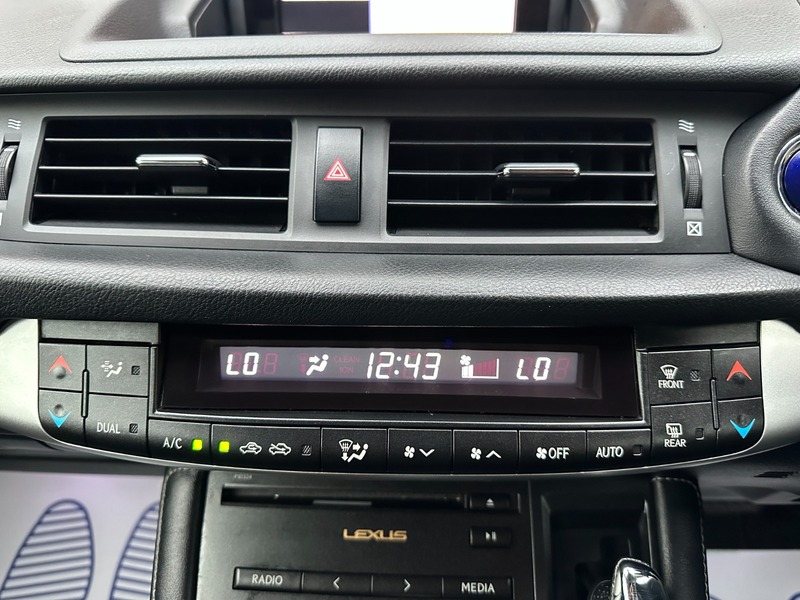 LO 12:43 LO
CLEAN
ION
FRONT
DUAL
REAR
A/C
OFF
AUTO
LEXUS
RADIO
MEDIA